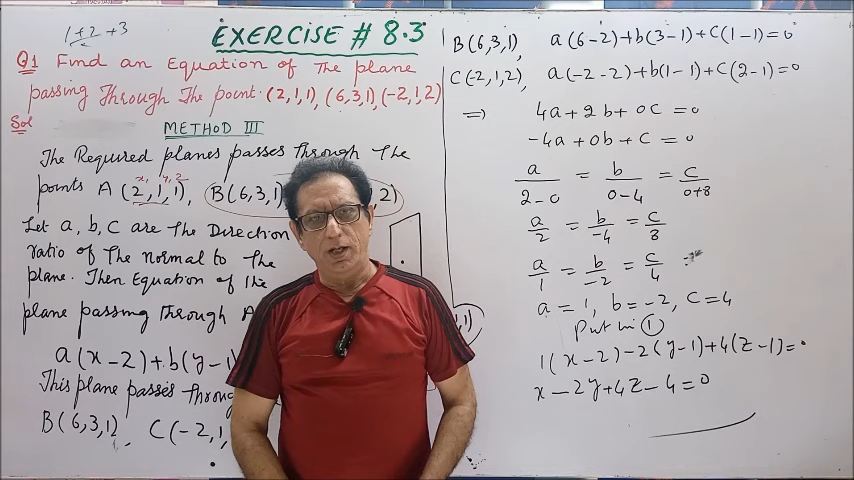 1+2+3
EXERCISE # 8.3
Q1 Find an Equation of The plane
passing Through The point. (2,1,1), (6,3,1), (-2,1,2)
Sol
METHOD III
The Required planes passes through The
x, y, z
points A (2,1,1), B(6,3,1) ,2)
Let a, b, c are the Direction
ratio of The normal to the
plane. Then Equation of the
plane passing through A
,1)
a(x-2)+b(y-1)
This plane passes through
B(6,3,1), C(-2,1,
B(6,3,1), a(6-2)+b(3-1)+c(1-1)=0
C(-2,1,2), a(-2-2)+b(1-1)+c(2-1)=0
⇒ 4a+2b+0c=0
-4a+0b+c=0
a/2-0 = b/0-4 = c/0+8
a/2 = b/-4 = c/8
a/1 = b/-2 = c/4 =
a=1, b=-2, c=4
Put in ①
1(x-2)-2(y-1)+4(z-1)=0
x-2y+4z-4=0